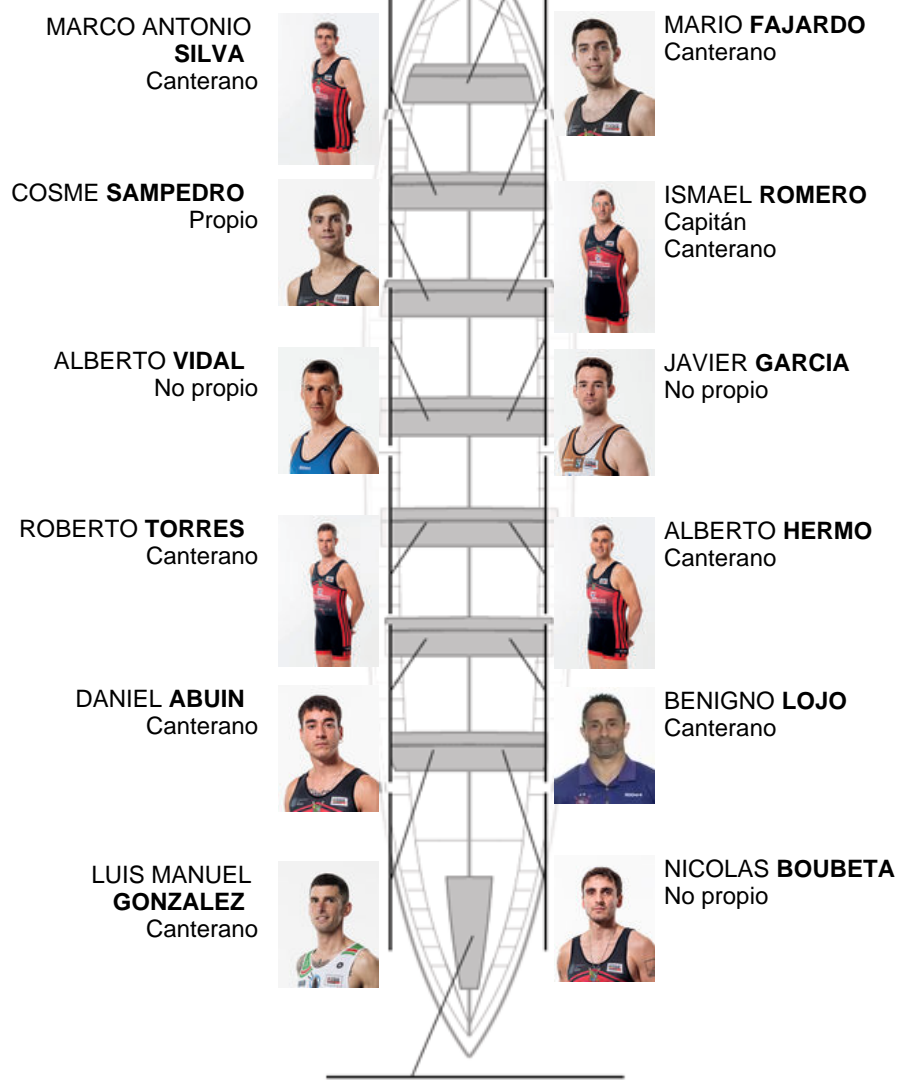 MARCO ANTONIO
SILVA
Canterano
MARIO FAJARDO
Canterano
COSME SAMPEDRO
Propio
ISMAEL ROMERO
Capitán
Canterano
ALBERTO VIDAL
No propio
JAVIER GARCIA
No propio
ROBERTO TORRES
Canterano
ALBERTO HERMO
Canterano
DANIEL ABUIN
Canterano
BENIGNO LOJO
Canterano
LUIS MANUEL
GONZALEZ
Canterano
NICOLAS BOUBETA
No propio